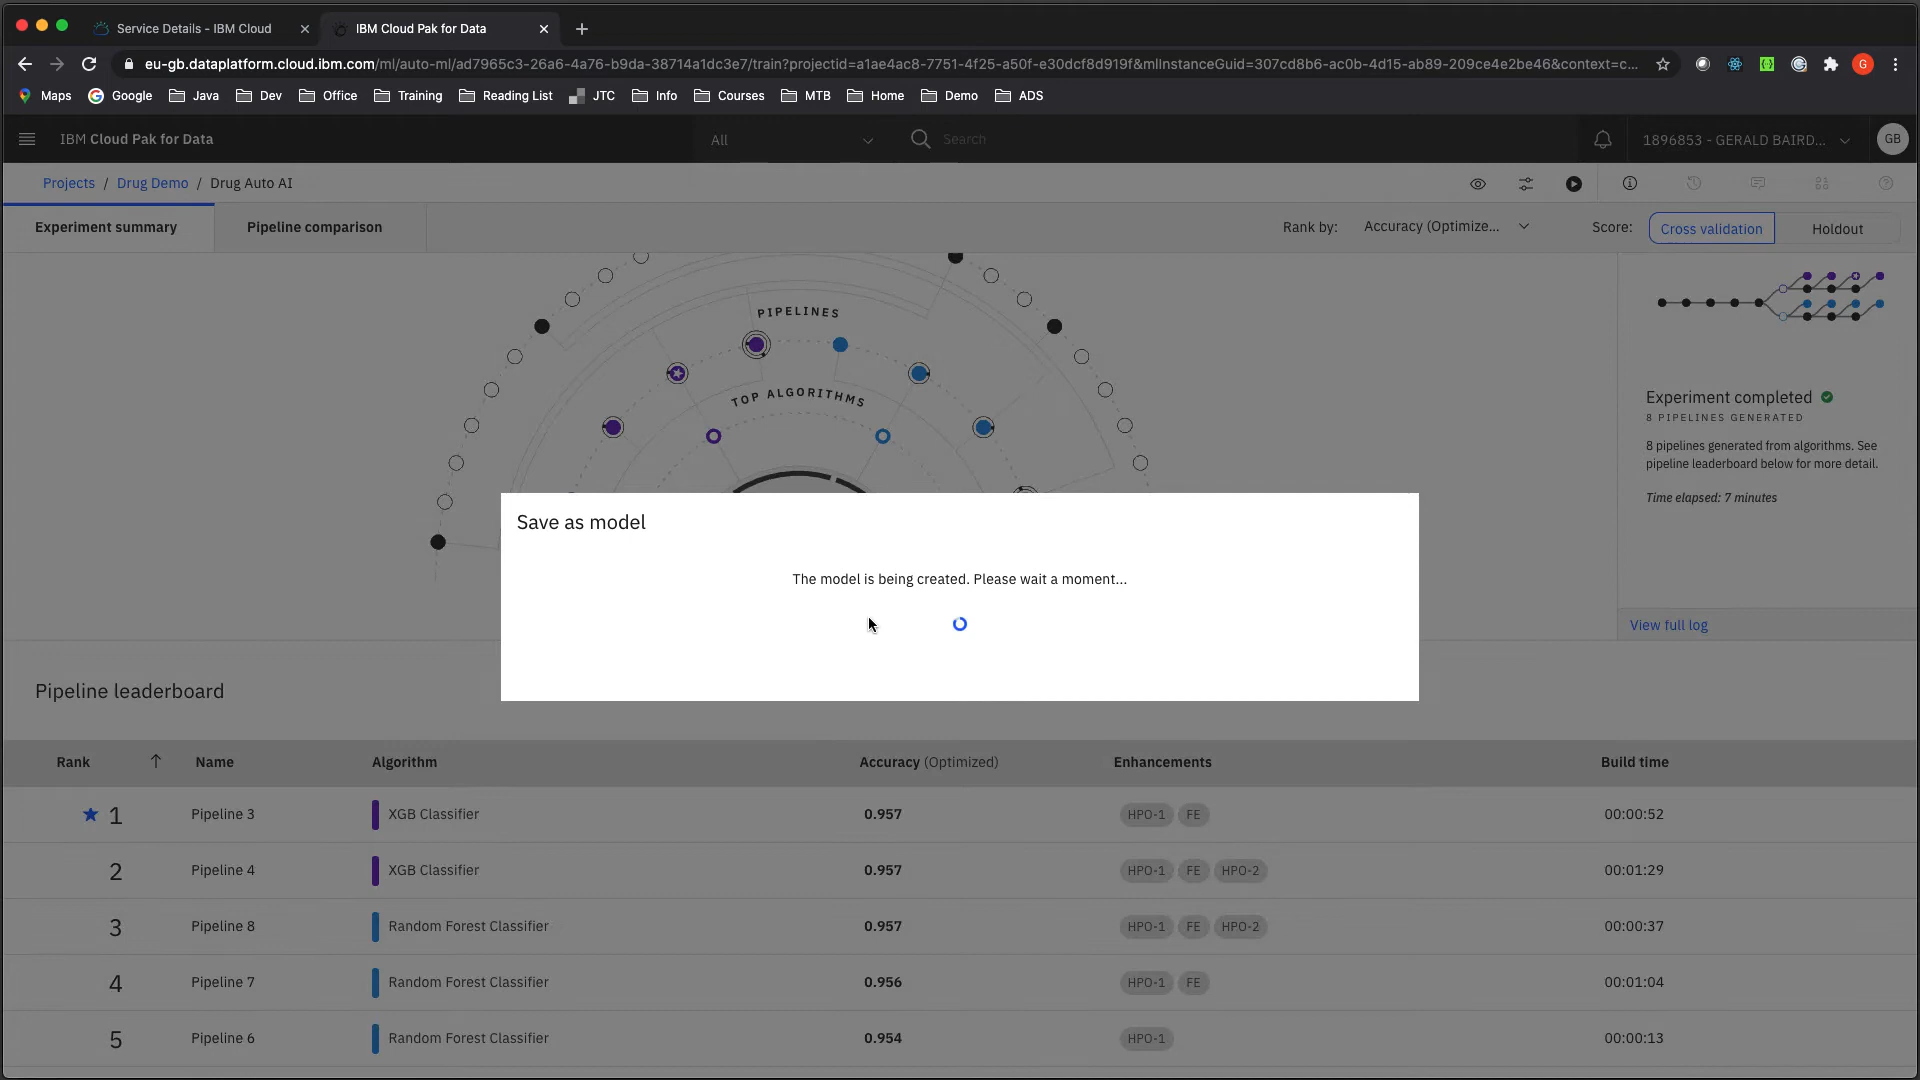 Service Details - IBM Cloud
IBM Cloud Pak for Data
eu-gb.dataplatform.cloud.ibm.com/ml/auto-ml/ad7965c3-26a6-4a76-b9da-38714a1dc3e7/train?projectid=a1ae4ac8-7751-4f25-a50f-e30dcf8d919f&mlInstanceGuid=307cd8b6-ac0b-4d15-ab89-209ce4e2be46&context=c...
G
Maps Google Java Dev Office Training Reading List JTC Info Courses MTB Home Demo ADS
IBM Cloud Pak for Data
All
Search
1896853 - GERALD BAIRD...
GB
Projects / Drug Demo / Drug Auto AI
Experiment summary
Pipeline comparison
Rank by: Accuracy (Optimize...
Score: Cross validation Holdout
PIPELINES
TOP ALGORITHMS
Experiment completed
8 PIPELINES GENERATED
8 pipelines generated from algorithms. See
pipeline leaderboard below for more detail.
Time elapsed: 7 minutes
View full log
Save as model
The model is being created. Please wait a moment...
Pipeline leaderboard
Rank Name Algorithm Accuracy (Optimized) Enhancements Build time
1 Pipeline 3 XGB Classifier 0.957 HPO-1 FE 00:00:52
2 Pipeline 4 XGB Classifier 0.957 HPO-1 FE HPO-2 00:01:29
3 Pipeline 8 Random Forest Classifier 0.957 HPO-1 FE HPO-2 00:00:37
4 Pipeline 7 Random Forest Classifier 0.956 HPO-1 FE 00:01:04
5 Pipeline 6 Random Forest Classifier 0.954 HPO-1 00:00:13